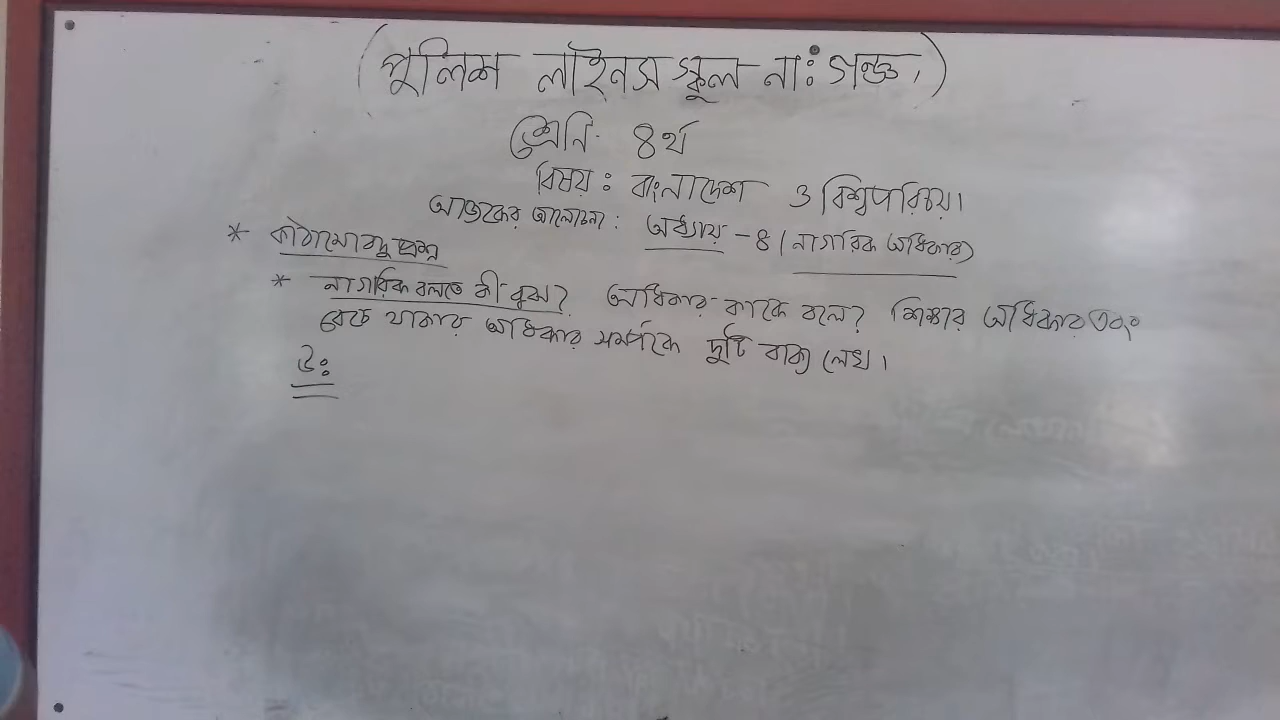 (পুলিশ লাইনস স্কুল নাঃগঞ্জ,)
শ্রেনি- ৪র্থ
বিষয়ঃ বাংলাদেশ ও বিশ্বপরিচয়।
আজকের আলোচনা: অধ্যায় -৪ (নাগরিক অধিকার)
* কাঠামোবদ্ধ প্রশ্ন
* নাগরিক বলতে কী বুঝ? অধিকার কাকে বলে? শিক্ষার অধিকার এবং
বেচে থাকার অধিকার সম্পর্কে দুটি বাক্য লেখ।
উঃ